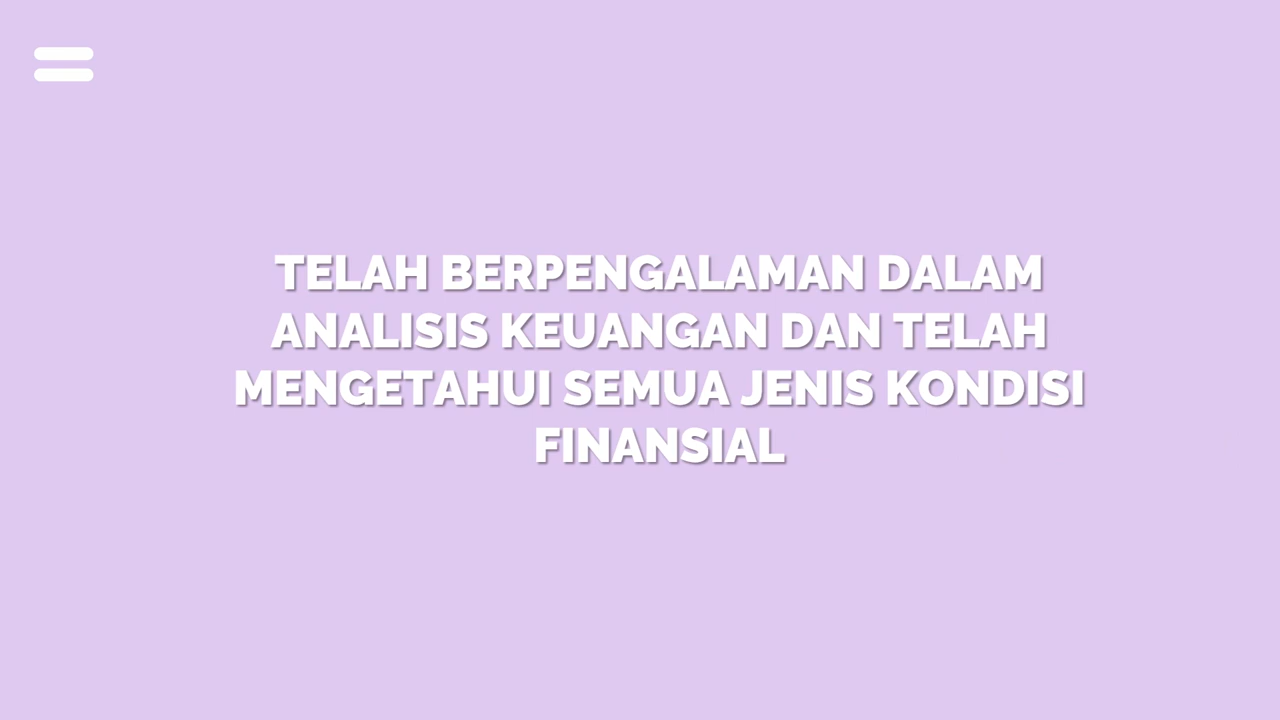 TELAH BERPENGALAMAN DALAM
ANALISIS KEUANGAN DAN TELAH
MENGETAHUI SEMUA JENIS KONDISI
FINANSIAL